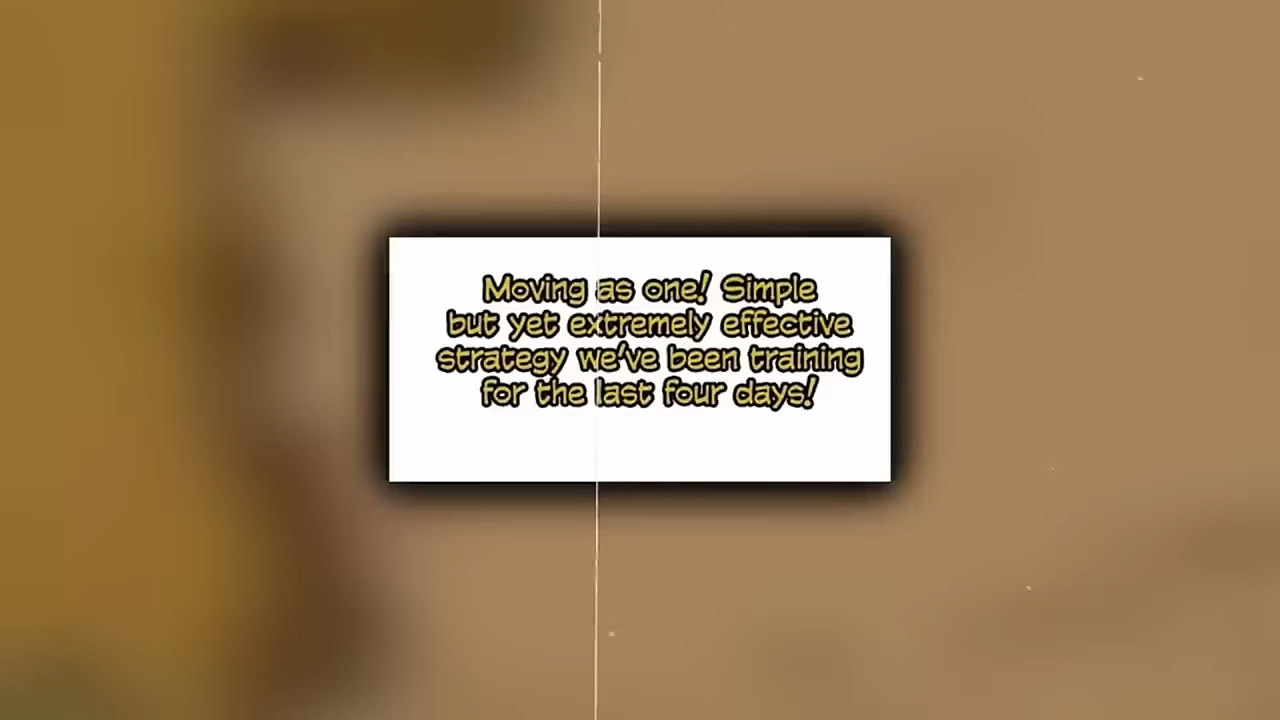 Moving as one! Simple
but yet extremely effective
strategy we've been training
for the last four days!